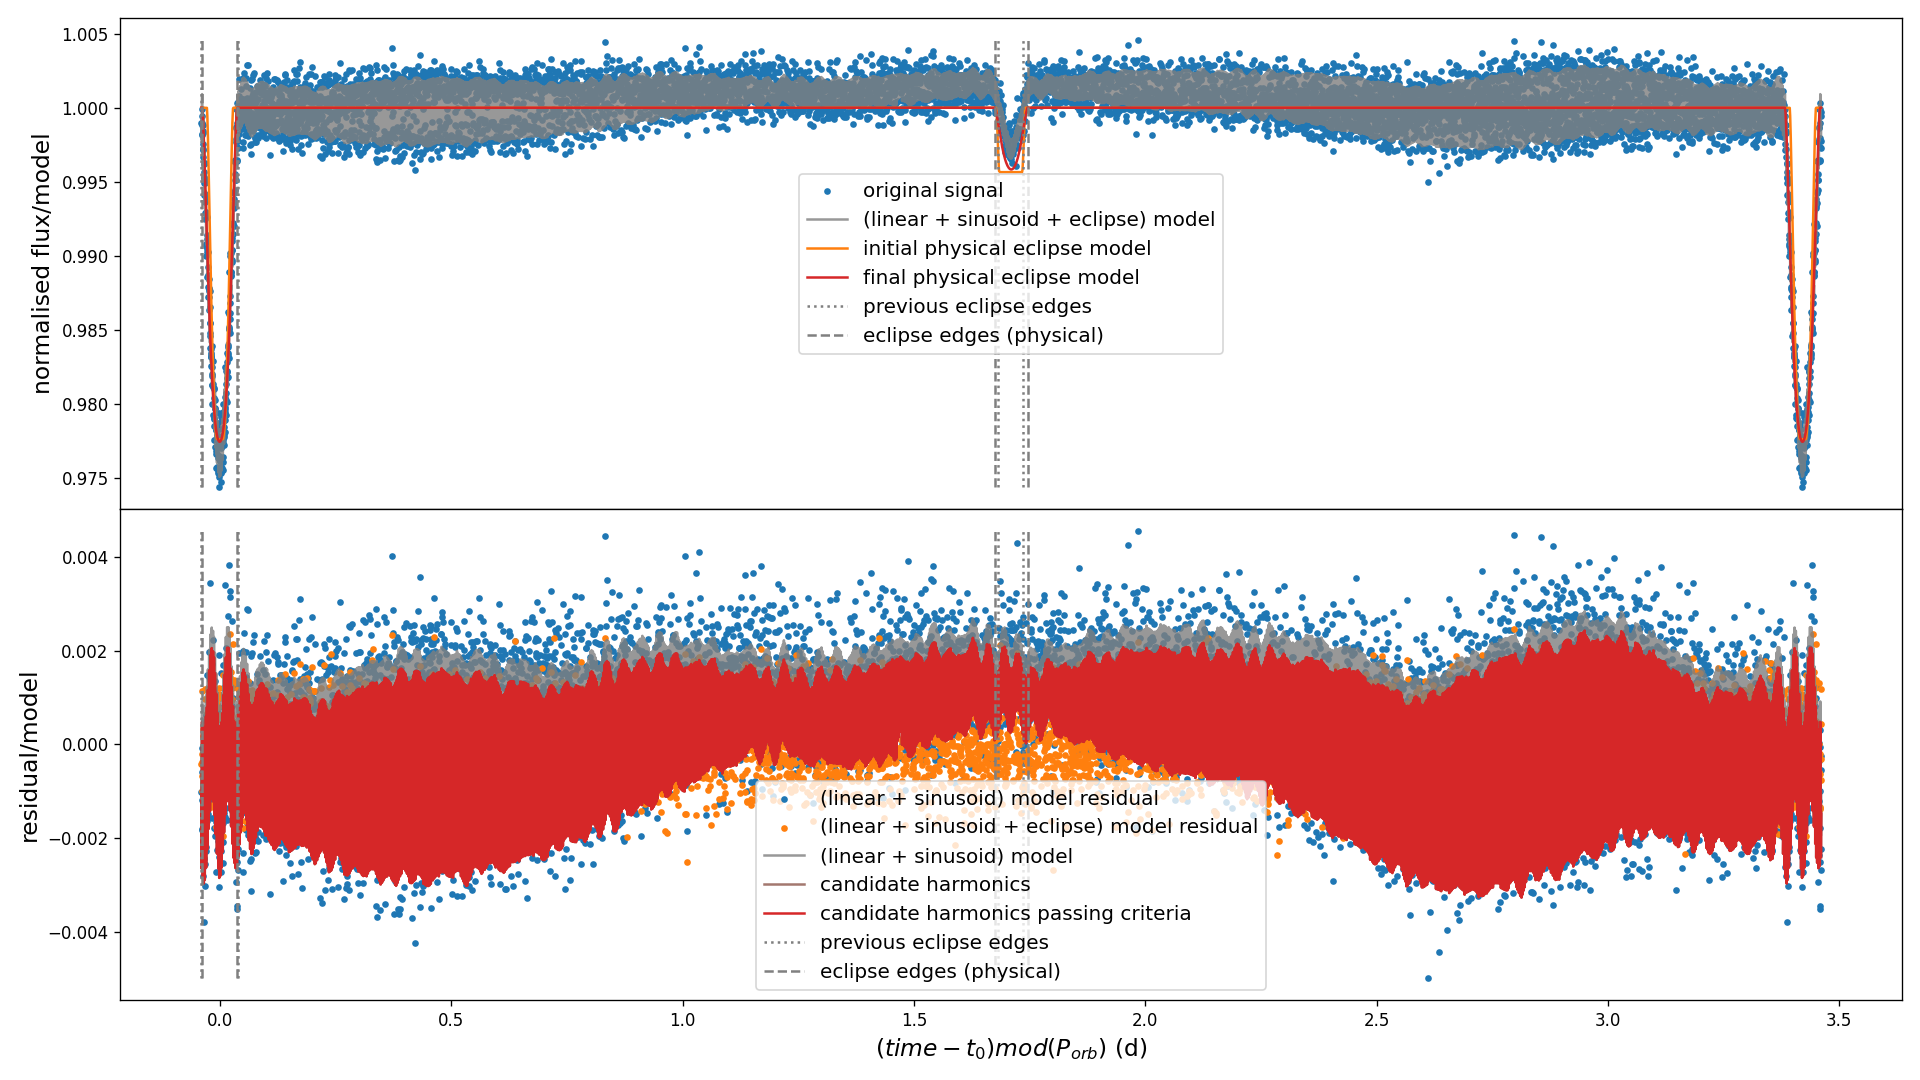 1.005
1.000
0.995
0.990
0.985
0.980
0.975
normalised flux/model
original signal
(linear + sinusoid + eclipse) model
initial physical eclipse model
final physical eclipse model
previous eclipse edges
eclipse edges (physical)
0.004
0.002
0.000
−0.002
−0.004
residual/model
(linear + sinusoid) model residual
(linear + sinusoid + eclipse) model residual
(linear + sinusoid) model
candidate harmonics
candidate harmonics passing criteria
previous eclipse edges
eclipse edges (physical)
0.0 0.5 1.0 1.5 2.0 2.5 3.0 3.5
(time − t₀)mod(P_orb) (d)